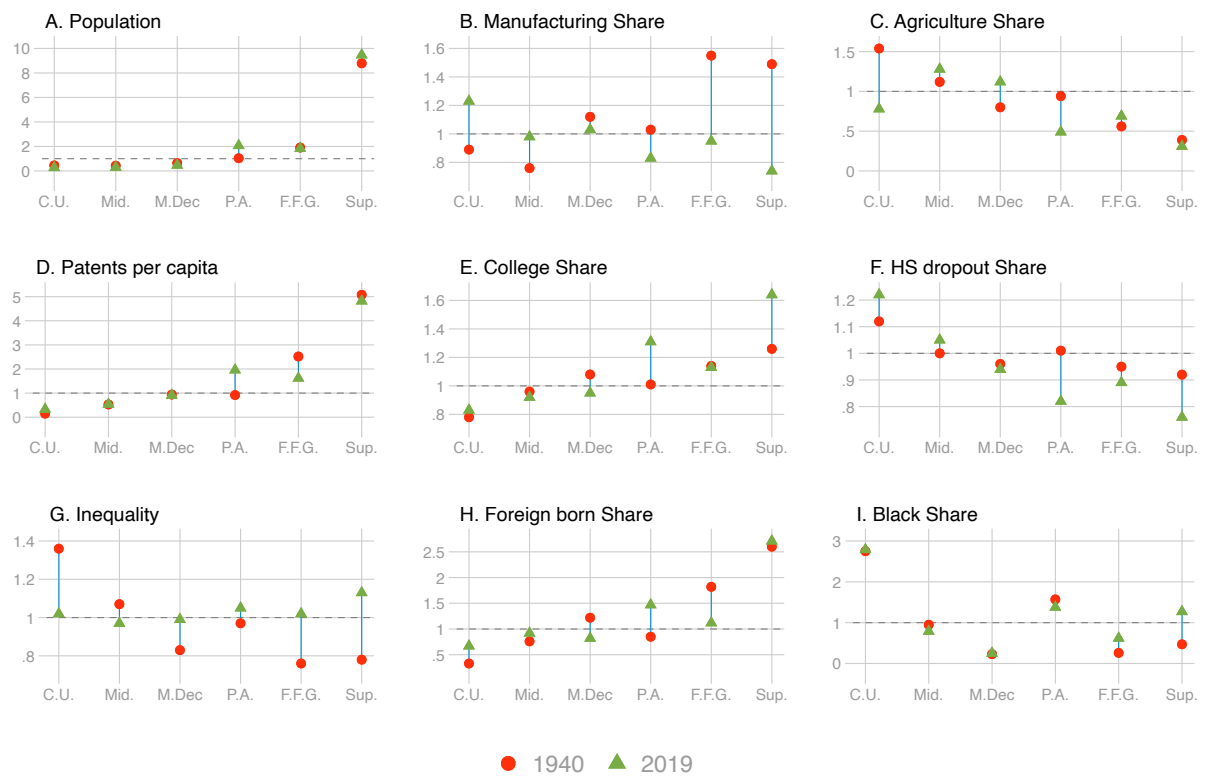 A. Population
10
8
6
4
2
0
C.U. Mid. M.Dec P.A. F.F.G. Sup.
B. Manufacturing Share
1.6
1.4
1.2
1
.8
C.U. Mid. M.Dec P.A. F.F.G. Sup.
C. Agriculture Share
1.5
1
.5
0
C.U. Mid. M.Dec P.A. F.F.G. Sup.
D. Patents per capita
5
4
3
2
1
0
C.U. Mid. M.Dec P.A. F.F.G. Sup.
E. College Share
1.6
1.4
1.2
1
.8
C.U. Mid. M.Dec P.A. F.F.G. Sup.
F. HS dropout Share
1.2
1.1
1
.9
.8
C.U. Mid. M.Dec P.A. F.F.G. Sup.
G. Inequality
1.4
1.2
1
.8
C.U. Mid. M.Dec P.A. F.F.G. Sup.
H. Foreign born Share
2.5
2
1.5
1
.5
C.U. Mid. M.Dec P.A. F.F.G. Sup.
I. Black Share
3
2
1
0
C.U. Mid. M.Dec P.A. F.F.G. Sup.
1940 2019